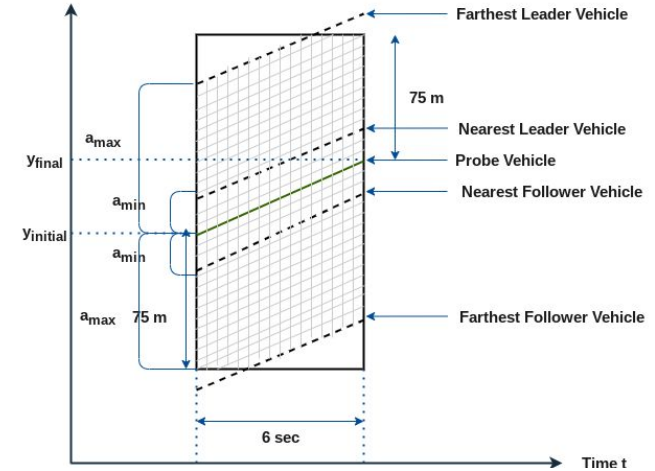 Farthest Leader Vehicle
75 m
amax
Nearest Leader Vehicle
yfinal
Probe Vehicle
amin
Nearest Follower Vehicle
yinitial
amin
amax 75 m
Farthest Follower Vehicle
6 sec
Time t